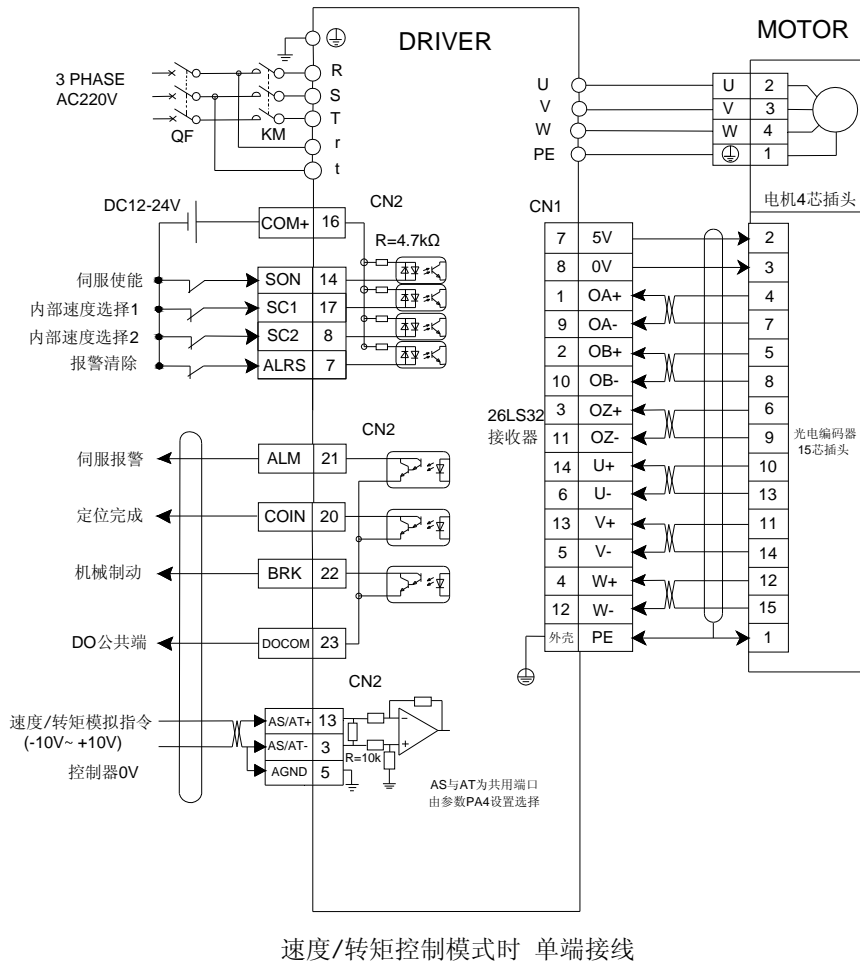 DRIVER
MOTOR
3 PHASE
AC220V
QF
KM
R
S
T
r
t
U
V
W
PE
U 2
V 3
W 4
1
电机4芯插头
DC12-24V
CN2
COM+ 16
R=4.7kΩ
伺服使能 SON 14
内部速度选择1 SC1 17
内部速度选择2 SC2 8
报警清除 ALRS 7
CN2
伺服报警 ALM 21
定位完成 COIN 20
机械制动 BRK 22
DO公共端 DOCOM 23
CN2
速度/转矩模拟指令
(-10V~ +10V)
控制器0V
AS/AT+ 13
AS/AT- 3
AGND 5
R=10k
AS与AT为共用端口
由参数PA4设置选择
CN1
26LS32
接收器
7 5V 2
8 0V 3
1 OA+ 4
9 OA- 7
2 OB+ 5
10 OB- 8
3 OZ+ 6
11 OZ- 9
14 U+ 10
6 U- 13
13 V+ 11
5 V- 14
4 W+ 12
12 W- 15
外壳 PE 1
光电编码器
15芯插头
速度/转矩控制模式时 单端接线